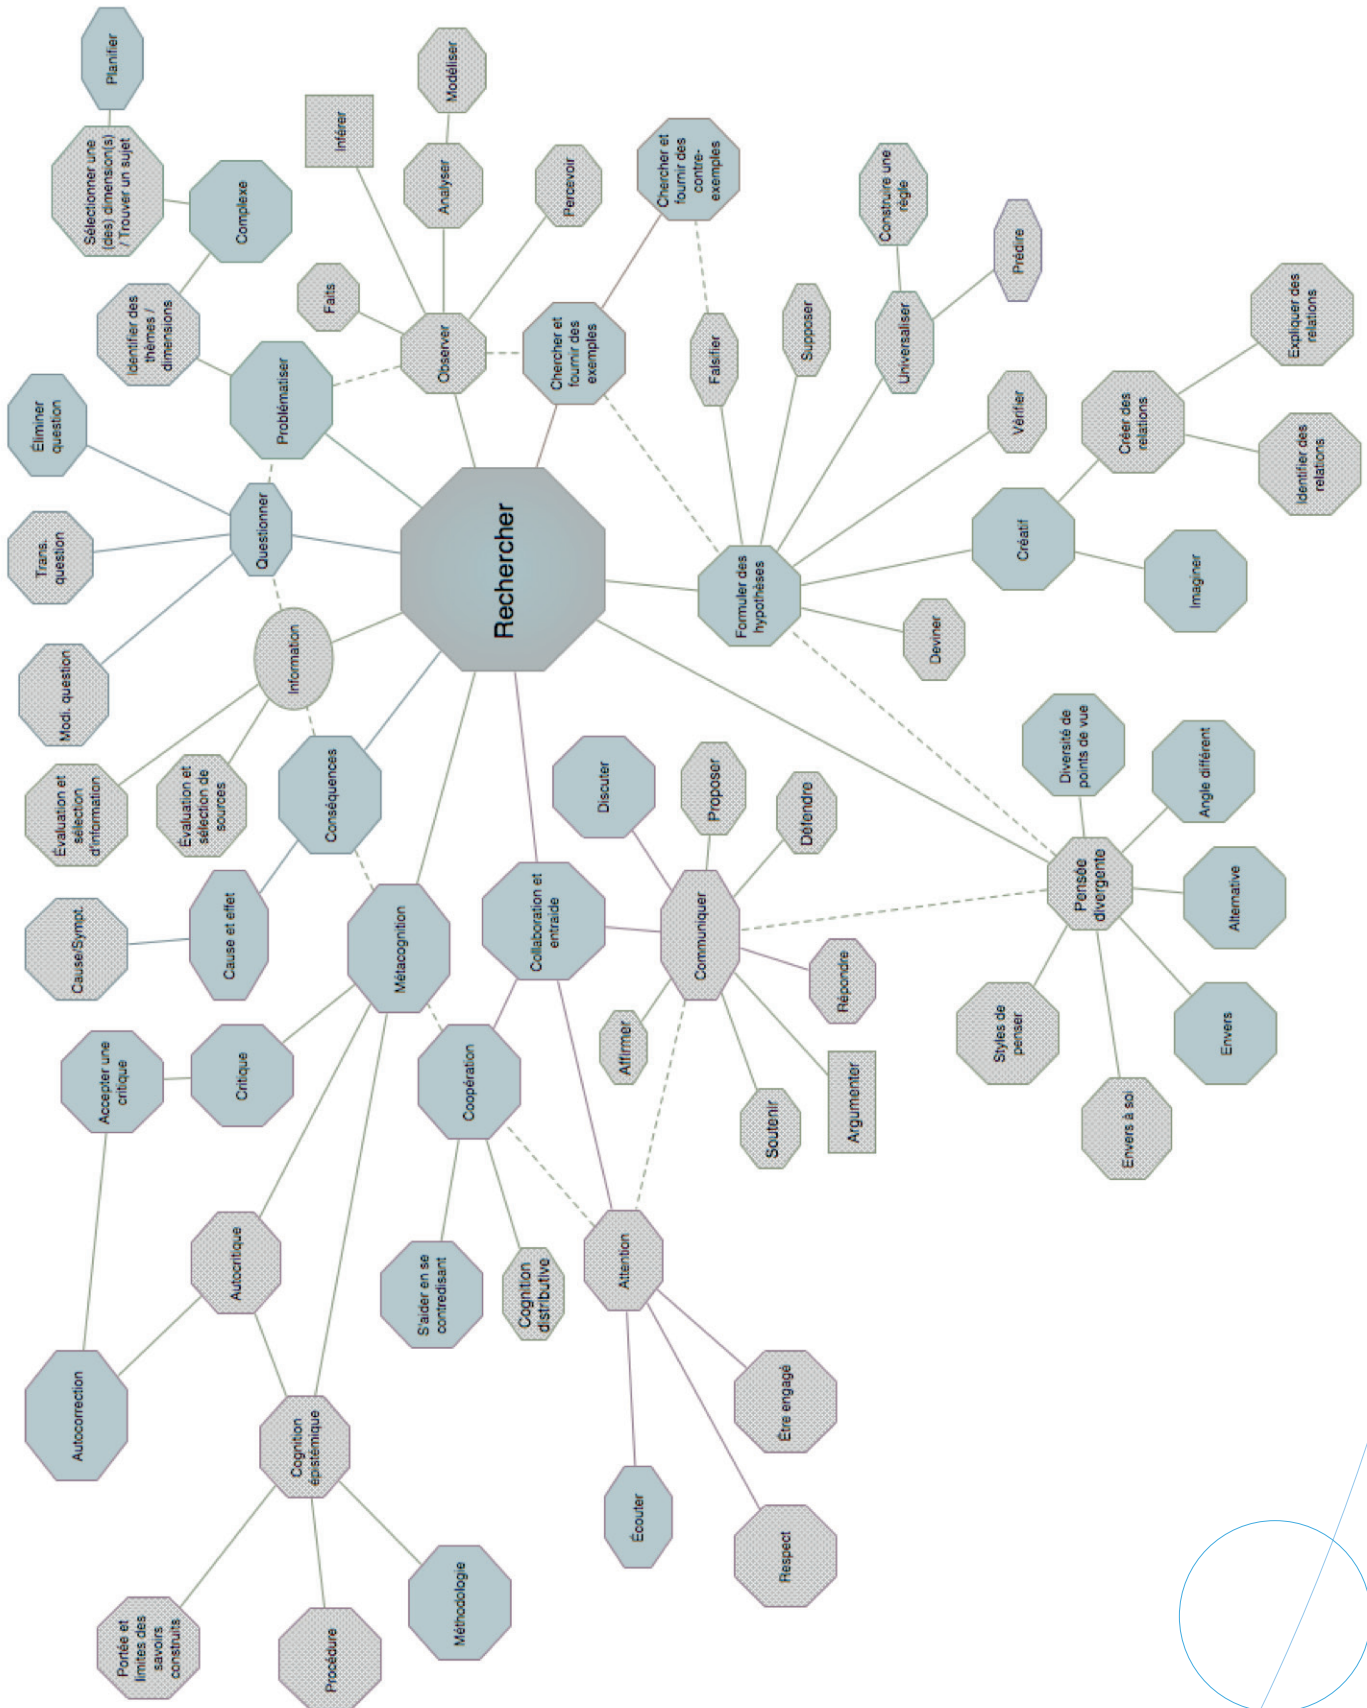 Portée et
limites des
savoirs
construits
Procédure
Méthodologie
Autocorrection
Cognition
épistémique
Autocritique
Accepter une
critique
Critique
Cause/Sympt.
Cause et effet
Métacognition
S'aider en se
contredisant
Cognition
distributive
Coopération
Écouter
Respect
Être engagé
Attention
Collaboration et
entraide
Affirmer
Soutenir
Argumenter
Répondre
Communiquer
Discuter
Proposer
Défendre
Évaluation et
sélection
d'information
Évaluation et
sélection de
sources
Conséquences
Modi. question
Information
Trans.
question
Questionner
Éliminer
question
Problématiser
Identifier des
thèmes /
dimensions
Complexe
Sélectionner une
(des) dimension(s)
/ Trouver un sujet
Planifier
Rechercher
Faits
Observer
Inférer
Analyser
Modéliser
Percevoir
Chercher et
fournir des
exemples
Chercher et
fournir des
contre-
exemples
Formuler des
hypothèses
Falsifier
Supposer
Universaliser
Construire une
règle
Prédire
Vérifier
Deviner
Créatif
Imaginer
Créer des
relations
Identifier des
relations
Expliquer des
relations
Pensée
divergente
Styles de
penser
Envers à soi
Envers
Alternative
Angle différent
Diversité de
points de vue